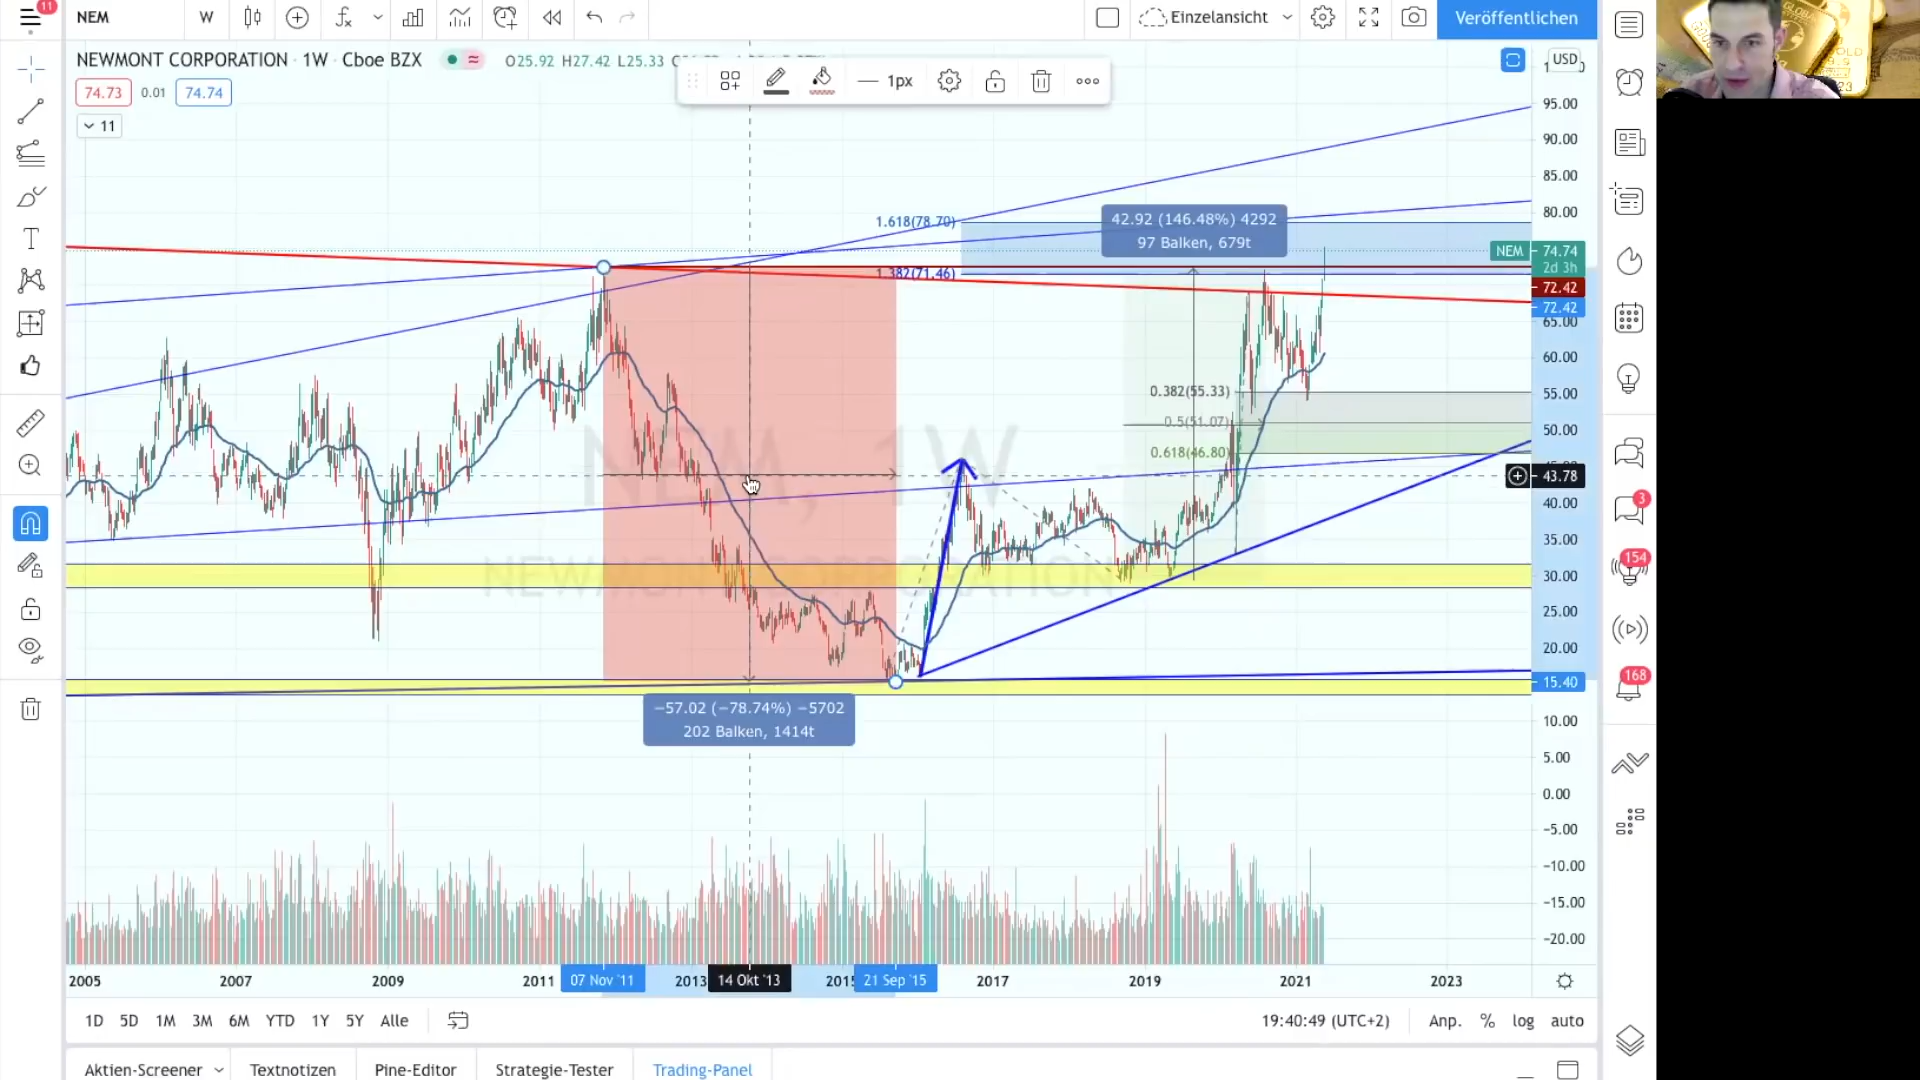 11
NEM
W
Einzelansicht
Veröffentlichen
NEWMONT CORPORATION · 1W · Cboe BZX
O25.92 H27.42 L25.33
USD
1px
74.73
0.01
74.74
11
95.00
90.00
85.00
80.00
1.618(78.70)
42.92 (146.48%) 4292
97 Balken, 679t
NEM
74.74
2d 3h
1.382(71.46)
72.42
72.42
65.00
60.00
55.00
0.382(55.33)
0.5(51.07)
50.00
0.618(46.80)
NEM, 1W
43.78
40.00
35.00
NEWMONT CORPORATION
30.00
25.00
20.00
15.40
−57.02 (−78.74%) −5702
202 Balken, 1414t
10.00
5.00
0.00
−5.00
−10.00
−15.00
−20.00
2005
2007
2009
2011
07 Nov '11
2013
14 Okt '13
2015
21 Sep '15
2017
2019
2021
2023
1D
5D
1M
3M
6M
YTD
1Y
5Y
Alle
19:40:49 (UTC+2)
Anp.
%
log
auto
Aktien-Screener
Textnotizen
Pine-Editor
Strategie-Tester
Trading-Panel
3
154
168